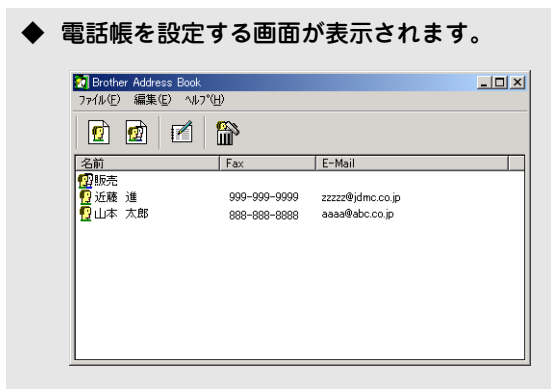 ◆ 電話帳を設定する画面が表示されます。
Brother Address Book
ファイル(F) 編集(E) ヘルプ(H)
名前 Fax E-Mail
販売
近藤 進 999-999-9999 zzzzz@jdmc.co.jp
山本 太郎 888-888-8888 aaaa@abc.co.jp